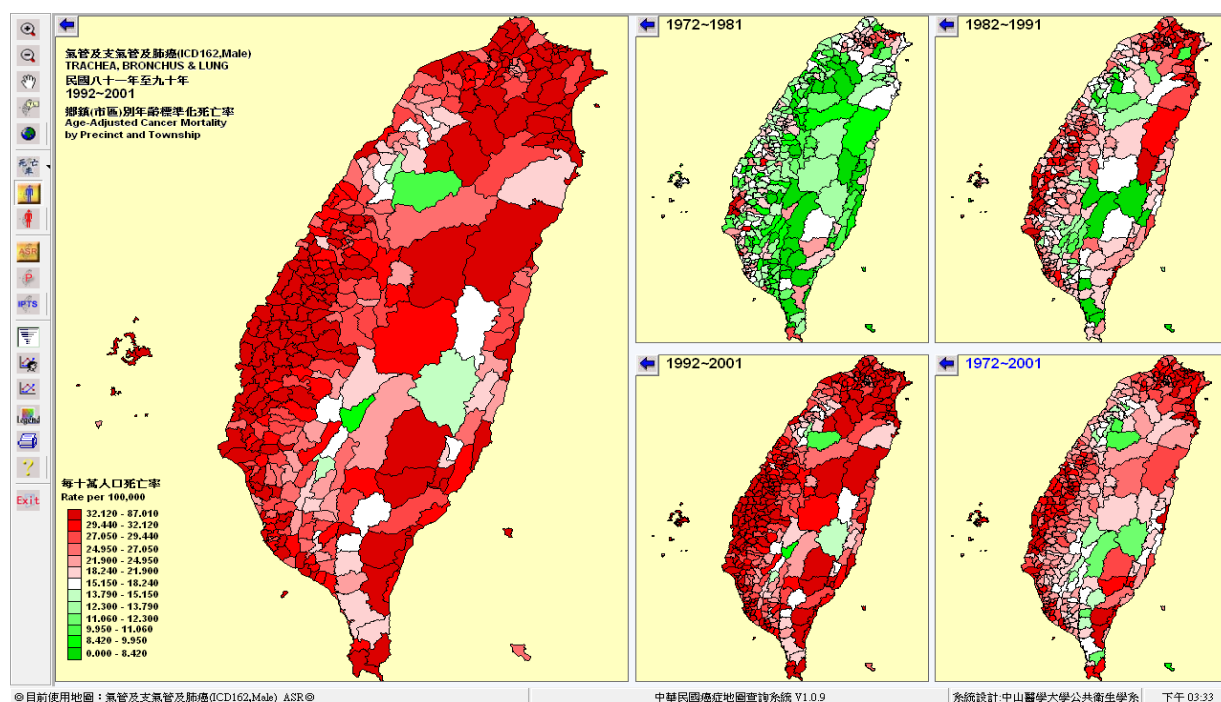 氣管及支氣管及肺癌(ICD162,Male)
TRACHEA, BRONCHUS & LUNG
民國八十一年至九十年
1992~2001
鄉鎮(市區)別年齡標準化死亡率
Age-Adjusted Cancer Mortality
by Precinct and Township
1972~1981
1982~1991
1992~2001
1972~2001
死亡率
ASR
P
IPTS
Legend
?
Exit
每十萬人口死亡率
Rate per 100,000
32.120 - 87.010
29.440 - 32.120
27.050 - 29.440
24.950 - 27.050
21.900 - 24.950
18.240 - 21.900
15.150 - 18.240
13.790 - 15.150
12.300 - 13.790
11.060 - 12.300
9.950 - 11.060
8.420 - 9.950
0.000 - 8.420
◎目前使用地圖：氣管及支氣管及肺癌(ICD162,Male) ASR◎
中華民國癌症地圖查詢系統 V1.0.9
系統設計:中山醫學大學公共衛生學系
下午 03:33